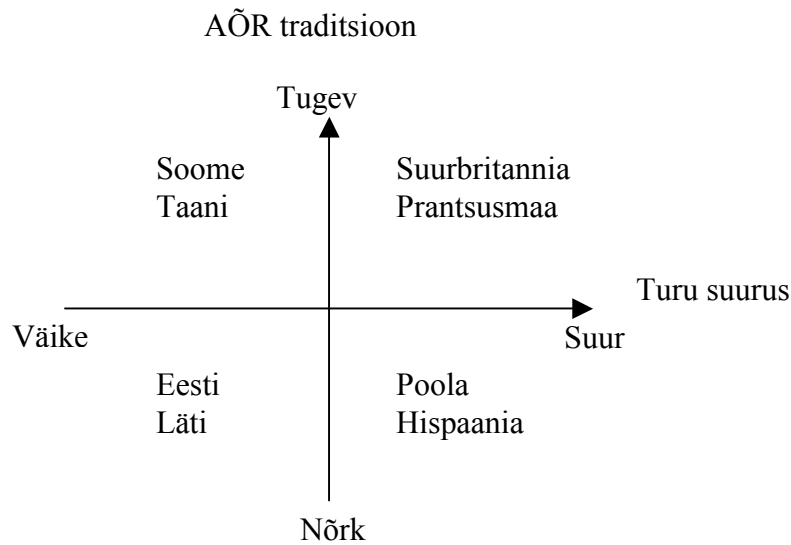 AÕR traditsioon
Tugev
Soome
Taani
Suurbritannia
Prantsusmaa
Turu suurus
Väike
Suur
Eesti
Läti
Poola
Hispaania
Nõrk